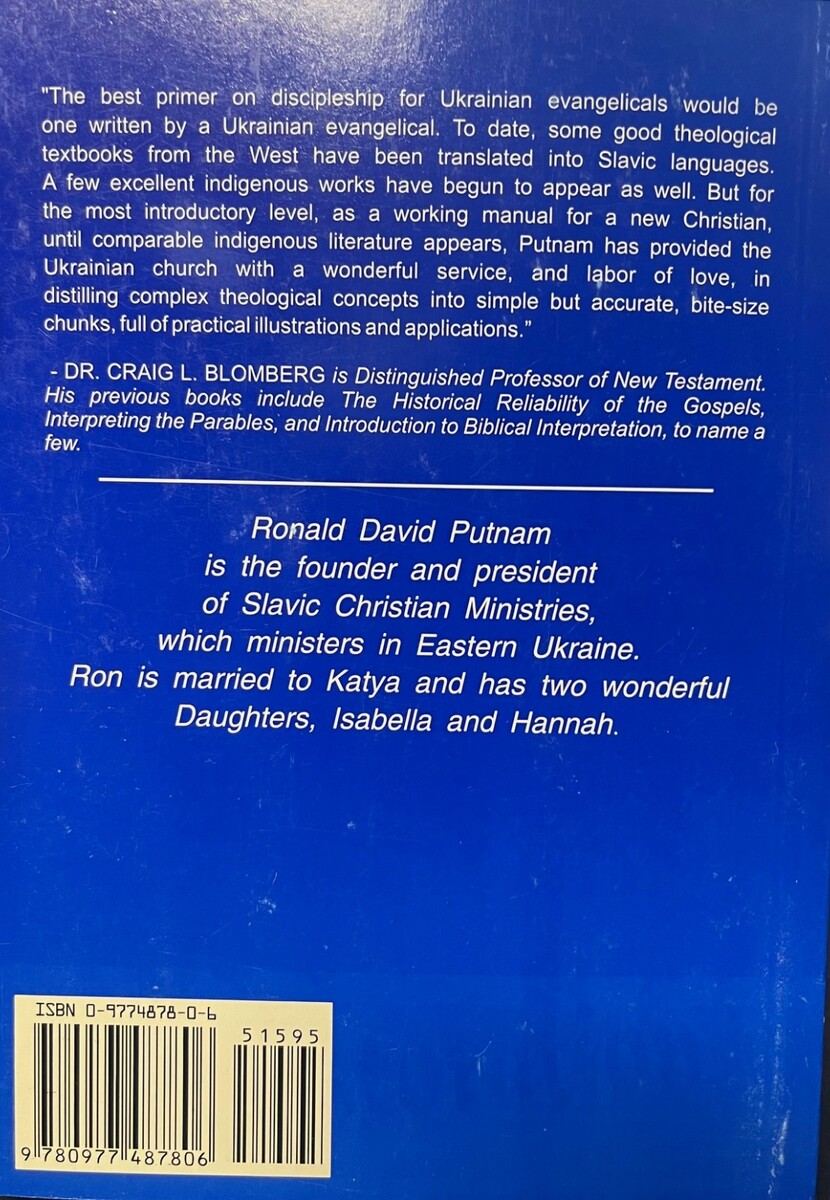 "The best primer on discipleship for Ukrainian evangelicals would be
one written by a Ukrainian evangelical. To date, some good theological
textbooks from the West have been translated into Slavic languages.
A few excellent indigenous works have begun to appear as well. But for
the most introductory level, as a working manual for a new Christian,
until comparable indigenous literature appears, Putnam has provided the
Ukrainian church with a wonderful service, and labor of love, in
distilling complex theological concepts into simple but accurate, bite-size
chunks, full of practical illustrations and applications.”
- DR. CRAIG L. BLOMBERG is Distinguished Professor of New Testament.
His previous books include The Historical Reliability of the Gospels,
Interpreting the Parables, and Introduction to Biblical Interpretation, to name a
few.
Ronald David Putnam
is the founder and president
of Slavic Christian Ministries,
which ministers in Eastern Ukraine.
Ron is married to Katya and has two wonderful
Daughters, Isabella and Hannah.
ISBN 0-9774878-0-6
51595
9 780977 487806